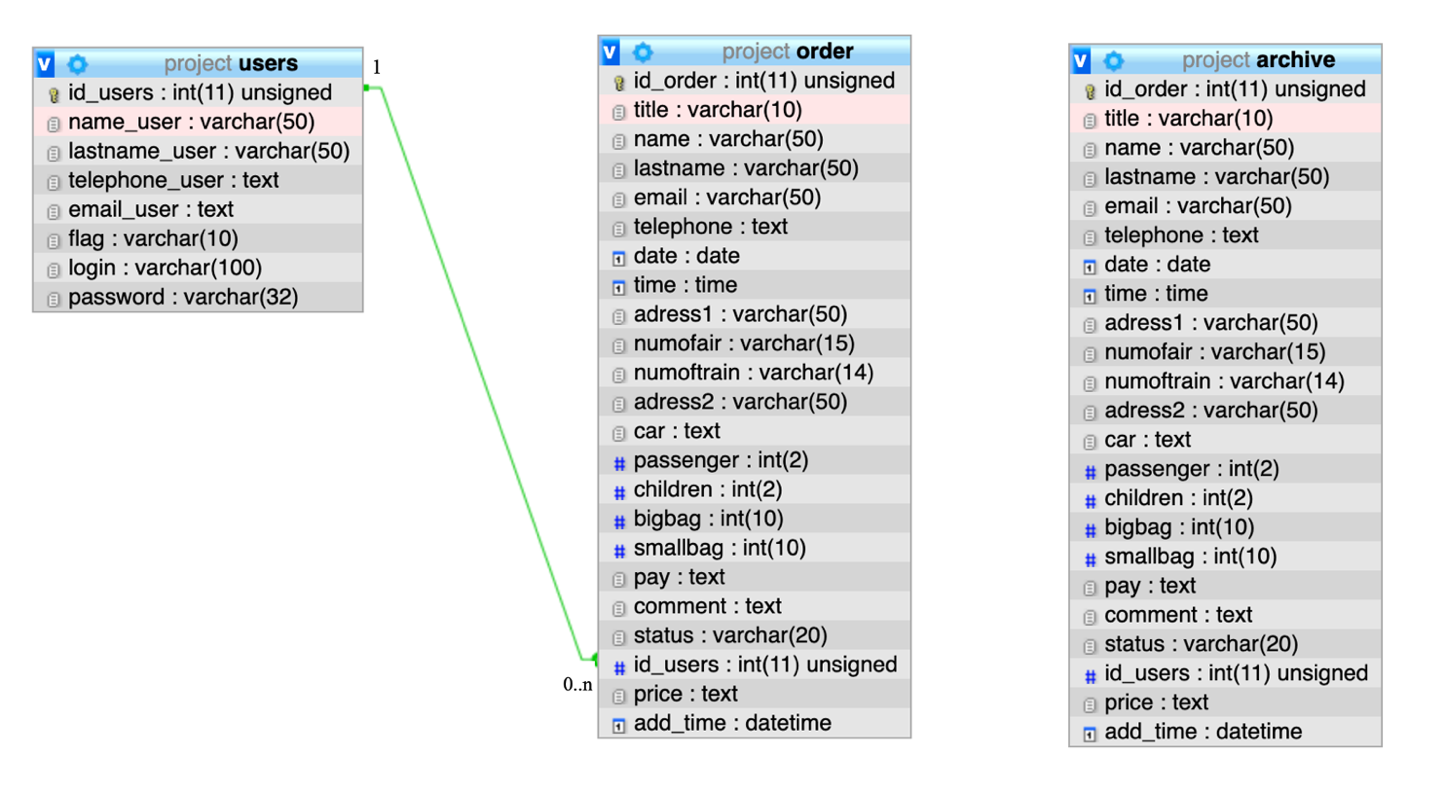 v project users
id_users : int(11) unsigned
name_user : varchar(50)
lastname_user : varchar(50)
telephone_user : text
email_user : text
flag : varchar(10)
login : varchar(100)
password : varchar(32)
1
0..n
v project order
id_order : int(11) unsigned
title : varchar(10)
name : varchar(50)
lastname : varchar(50)
email : varchar(50)
telephone : text
date : date
time : time
adress1 : varchar(50)
numofair : varchar(15)
numoftrain : varchar(14)
adress2 : varchar(50)
car : text
# passenger : int(2)
# children : int(2)
# bigbag : int(10)
# smallbag : int(10)
pay : text
comment : text
status : varchar(20)
# id_users : int(11) unsigned
price : text
add_time : datetime
v project archive
id_order : int(11) unsigned
title : varchar(10)
name : varchar(50)
lastname : varchar(50)
email : varchar(50)
telephone : text
date : date
time : time
adress1 : varchar(50)
numofair : varchar(15)
numoftrain : varchar(14)
adress2 : varchar(50)
car : text
# passenger : int(2)
# children : int(2)
# bigbag : int(10)
# smallbag : int(10)
pay : text
comment : text
status : varchar(20)
# id_users : int(11) unsigned
price : text
add_time : datetime